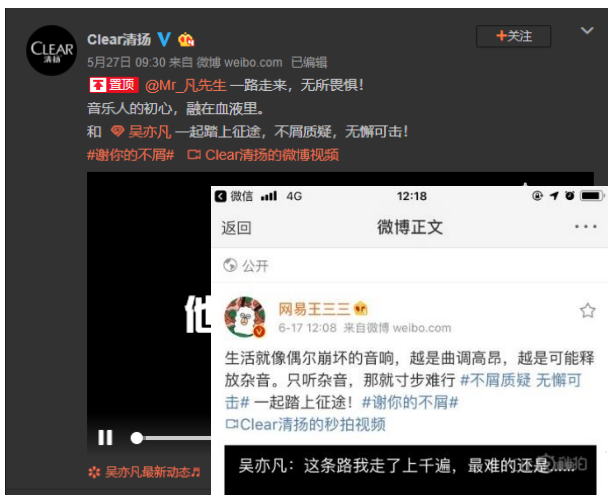 CLEAR
清扬
Clear清扬
+关注
5月27日 09:30 来自 微博 weibo.com 已编辑
置顶 @Mr_凡先生 一路走来，无所畏惧！
音乐人的初心，融在血液里。
和 吴亦凡 一起踏上征途，不屑质疑，无懈可击！
#谢你的不屑# Clear清扬的微博视频
他
吴亦凡最新动态
微信 4G 12:18
返回 微博正文
公开
网易王三三
6-17 12:08 来自微博 weibo.com
生活就像偶尔崩坏的音响，越是曲调高昂，越是可能释
放杂音。只听杂音，那就寸步难行 #不屑质疑 无懈可
击# 一起踏上征途！#谢你的不屑#
Clear清扬的秒拍视频
吴亦凡：这条路我走了上千遍，最难的还是......